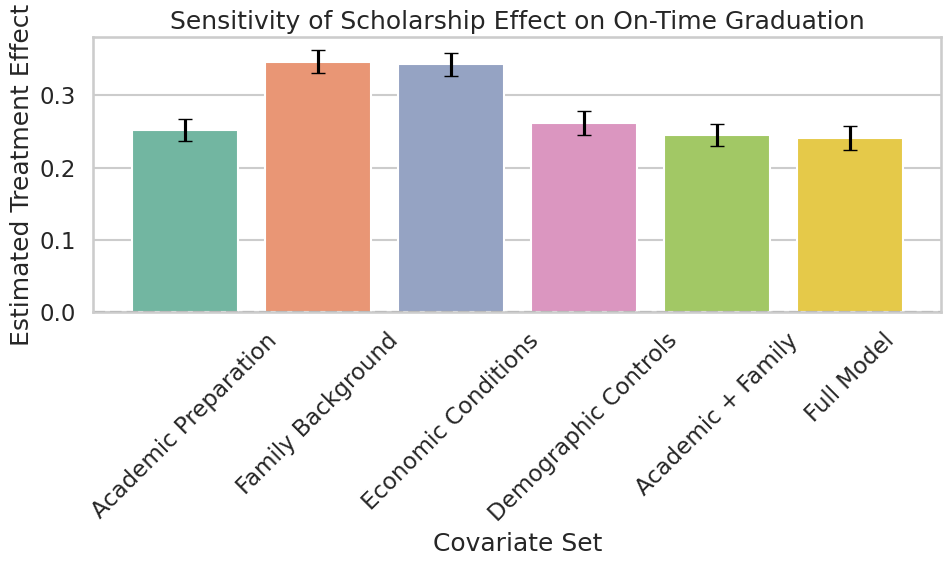 Sensitivity of Scholarship Effect on On-Time Graduation
Estimated Treatment Effect
0.3
0.2
0.1
0.0
Academic Preparation
Family Background
Economic Conditions
Demographic Controls
Academic + Family
Full Model
Covariate Set